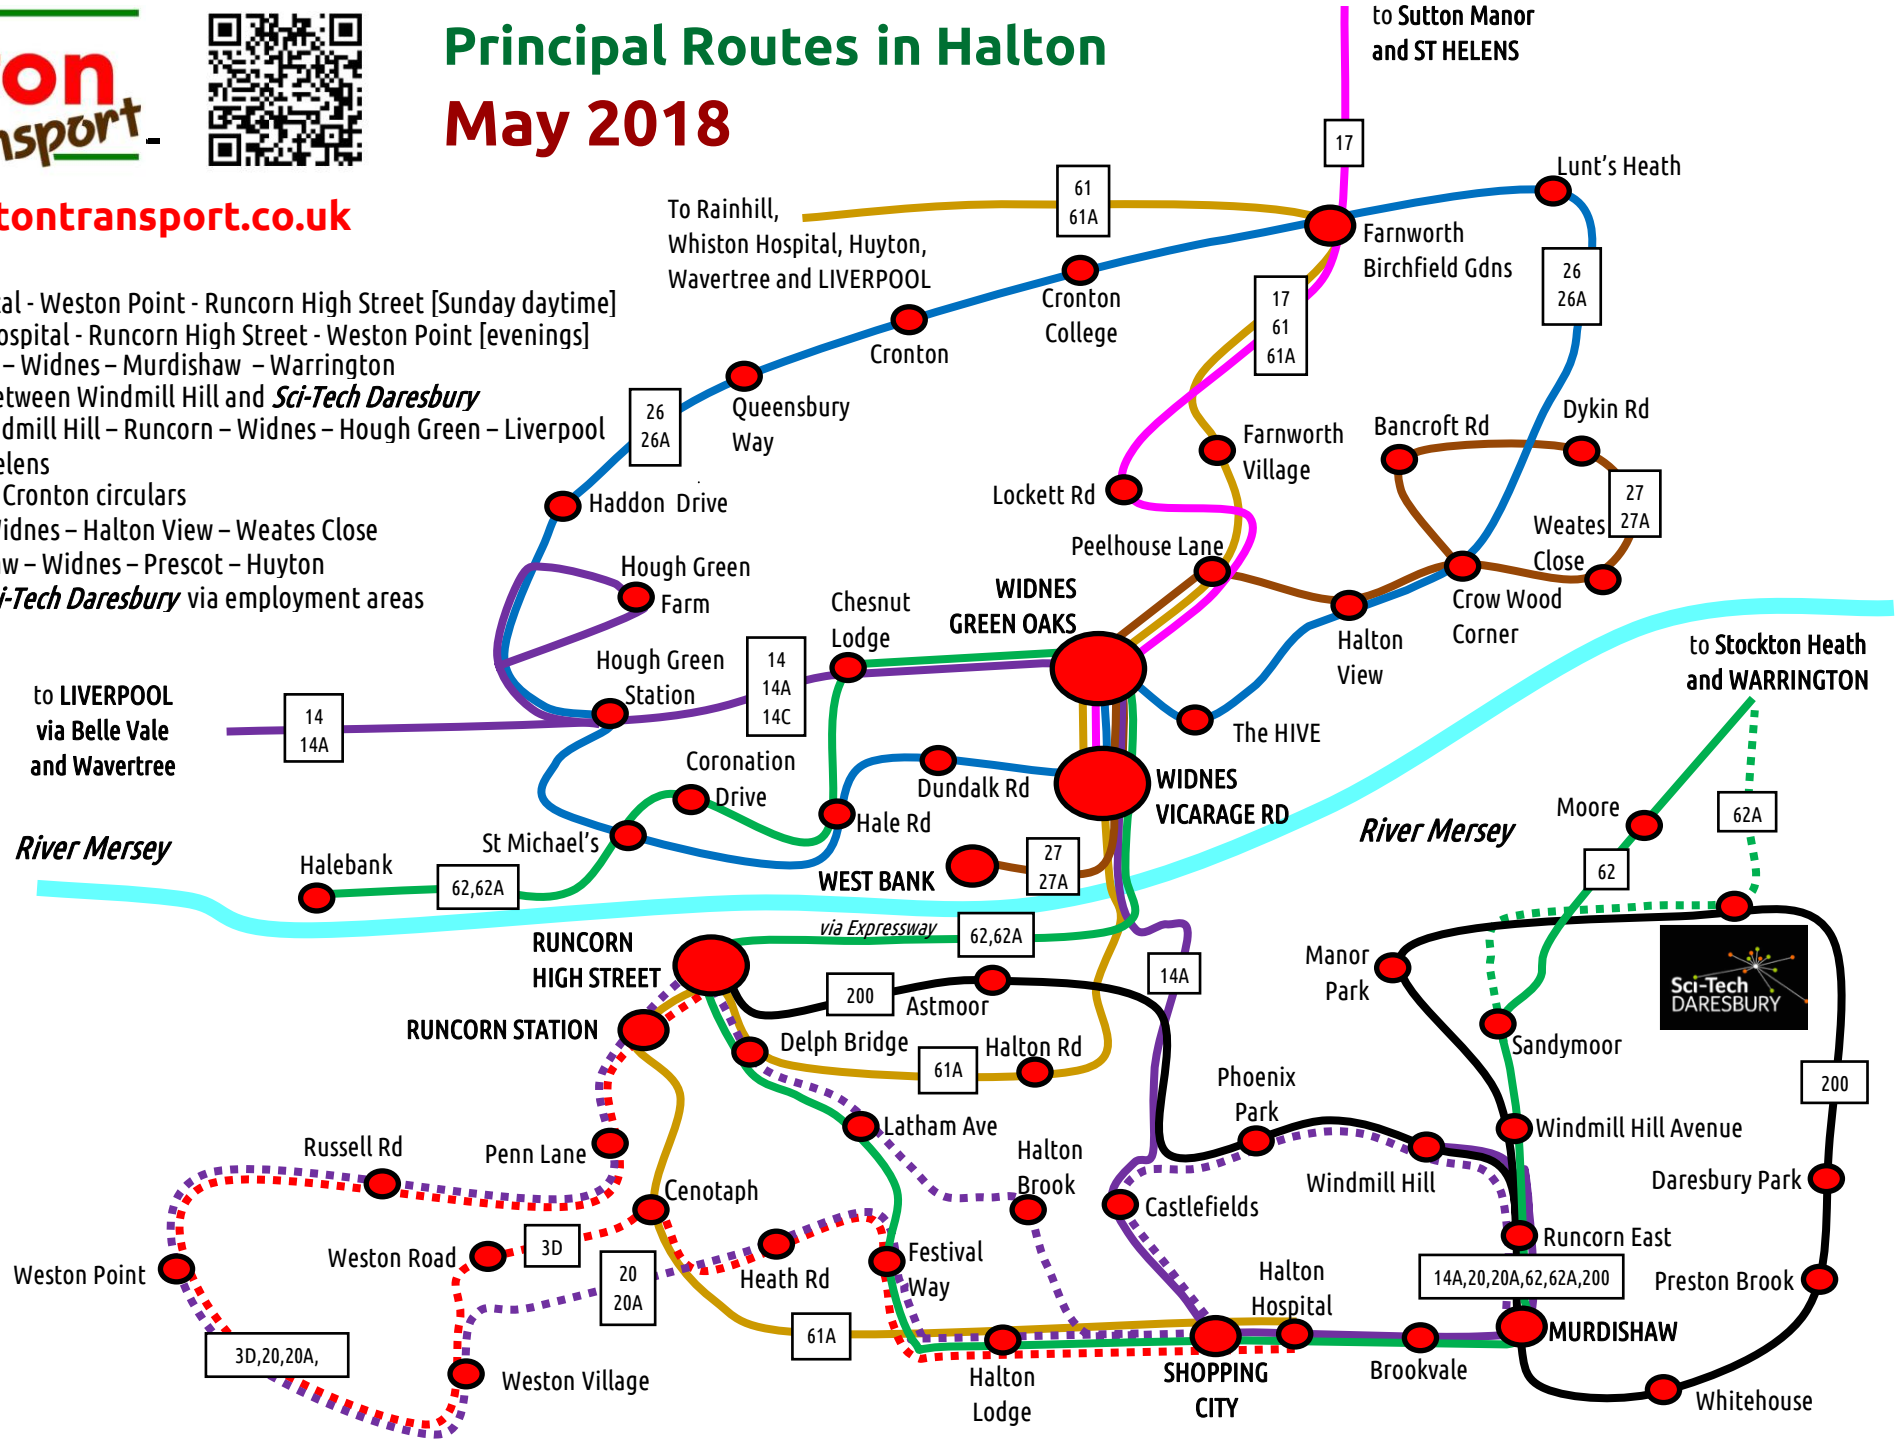 on
nsport
Principal Routes in Halton
May 2018
tontransport.co.uk
tal - Weston Point - Runcorn High Street [Sunday daytime]
ospital - Runcorn High Street - Weston Point [evenings]
– Widnes – Murdishaw – Warrington
etween Windmill Hill and Sci-Tech Daresbury
dmill Hill – Runcorn – Widnes – Hough Green – Liverpool
elens
Cronton circulars
Widnes – Halton View – Weates Close
aw – Widnes – Prescot – Huyton
i-Tech Daresbury via employment areas
to Sutton Manor
and ST HELENS
17
61
61A
To Rainhill,
Whiston Hospital, Huyton,
Wavertree and LIVERPOOL
Lunt's Heath
Farnworth
Birchfield Gdns
26
26A
Cronton
College
17
61
61A
Cronton
Queensbury
Way
26
26A
Haddon Drive
Farnworth
Village
Bancroft Rd
Dykin Rd
27
27A
Lockett Rd
Weates
Close
Peelhouse Lane
Crow Wood
Corner
Halton
View
Hough Green
Farm
WIDNES
GREEN OAKS
Chesnut
Lodge
Hough Green
Station
14
14A
14C
to LIVERPOOL
via Belle Vale
and Wavertree
14
14A
The HIVE
to Stockton Heath
and WARRINGTON
Coronation
Drive
Dundalk Rd
WIDNES
VICARAGE RD
Hale Rd
St Michael's
River Mersey
River Mersey
Moore
62A
62
Halebank
62,62A
WEST BANK
27
27A
via Expressway
62,62A
RUNCORN
HIGH STREET
14A
Manor
Park
Sci-Tech
DARESBURY
200
Astmoor
RUNCORN STATION
Delph Bridge
Halton Rd
61A
Sandymoor
200
Phoenix
Park
Latham Ave
Windmill Hill Avenue
Russell Rd
Penn Lane
Halton
Brook
Windmill Hill
Daresbury Park
Cenotaph
Castlefields
Weston Road
3D
Runcorn East
Weston Point
20
20A
Heath Rd
Festival
Way
Halton
Hospital
14A,20,20A,62,62A,200
Preston Brook
61A
3D,20,20A,
MURDISHAW
Weston Village
Halton
Lodge
SHOPPING
CITY
Brookvale
Whitehouse